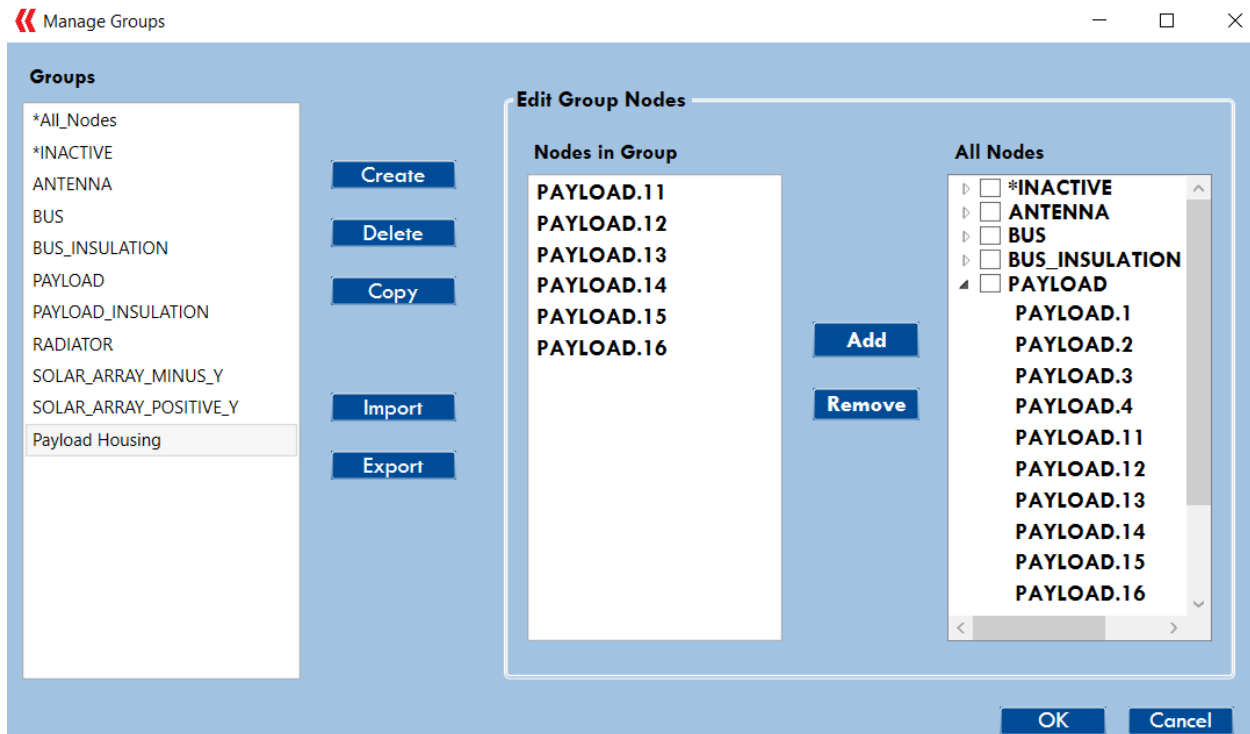 Manage Groups
Groups
*All_Nodes
*INACTIVE
ANTENNA
BUS
BUS_INSULATION
PAYLOAD
PAYLOAD_INSULATION
RADIATOR
SOLAR_ARRAY_MINUS_Y
SOLAR_ARRAY_POSITIVE_Y
Payload Housing
Create
Delete
Copy
Import
Export
Edit Group Nodes
Nodes in Group
PAYLOAD.11
PAYLOAD.12
PAYLOAD.13
PAYLOAD.14
PAYLOAD.15
PAYLOAD.16
Add
Remove
All Nodes
*INACTIVE
ANTENNA
BUS
BUS_INSULATION
PAYLOAD
PAYLOAD.1
PAYLOAD.2
PAYLOAD.3
PAYLOAD.4
PAYLOAD.11
PAYLOAD.12
PAYLOAD.13
PAYLOAD.14
PAYLOAD.15
PAYLOAD.16
OK
Cancel